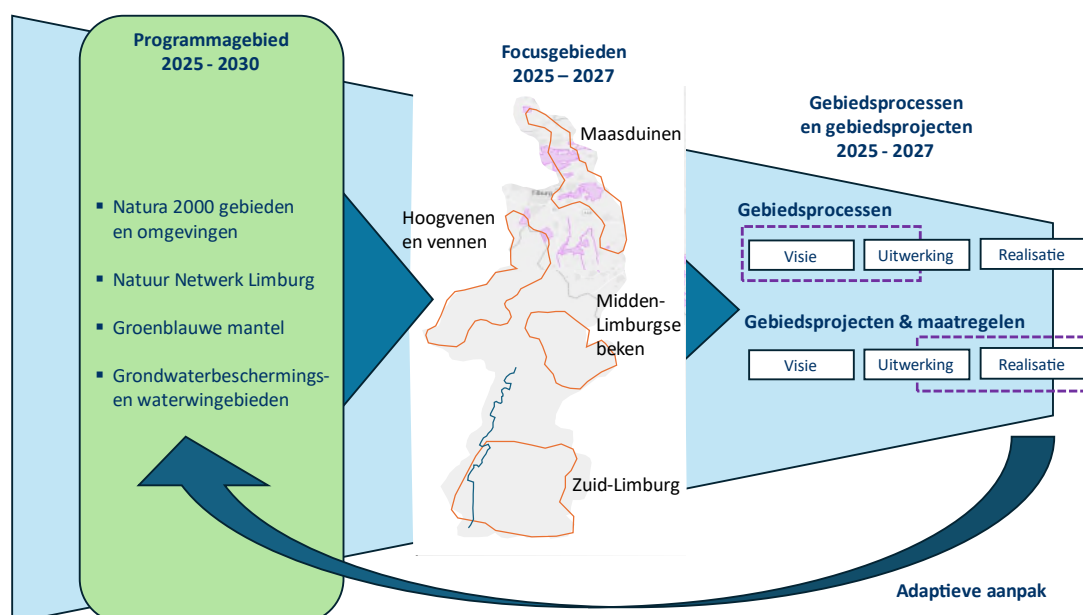 Programmagebied
2025 - 2030
▪ Natura 2000 gebieden
en omgevingen
▪ Natuur Netwerk Limburg
▪ Groenblauwe mantel
▪ Grondwaterbeschermings-
en waterwingebieden
Focusgebieden
2025 – 2027
Maasduinen
Hoogvenen
en vennen
Midden-
Limburgse
beken
Zuid-Limburg
Gebiedsprocessen
en gebiedsprojecten
2025 - 2027
Gebiedsprocessen
Visie Uitwerking Realisatie
Gebiedsprojecten & maatregelen
Visie Uitwerking Realisatie
Adaptieve aanpak